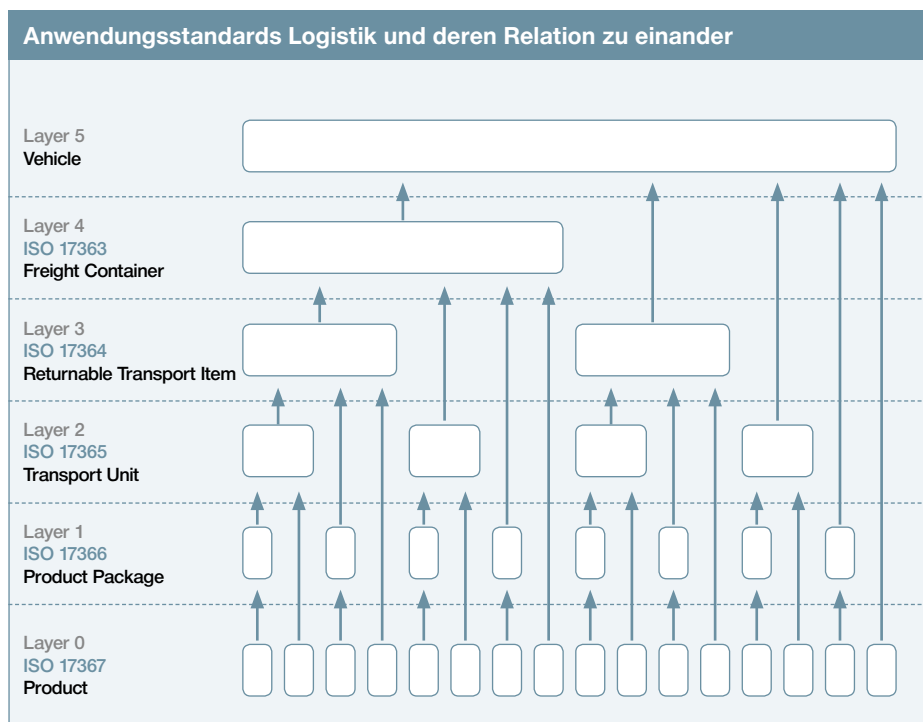 Anwendungsstandards Logistik und deren Relation zu einander
Layer 5
Vehicle
Layer 4
ISO 17363
Freight Container
Layer 3
ISO 17364
Returnable Transport Item
Layer 2
ISO 17365
Transport Unit
Layer 1
ISO 17366
Product Package
Layer 0
ISO 17367
Product